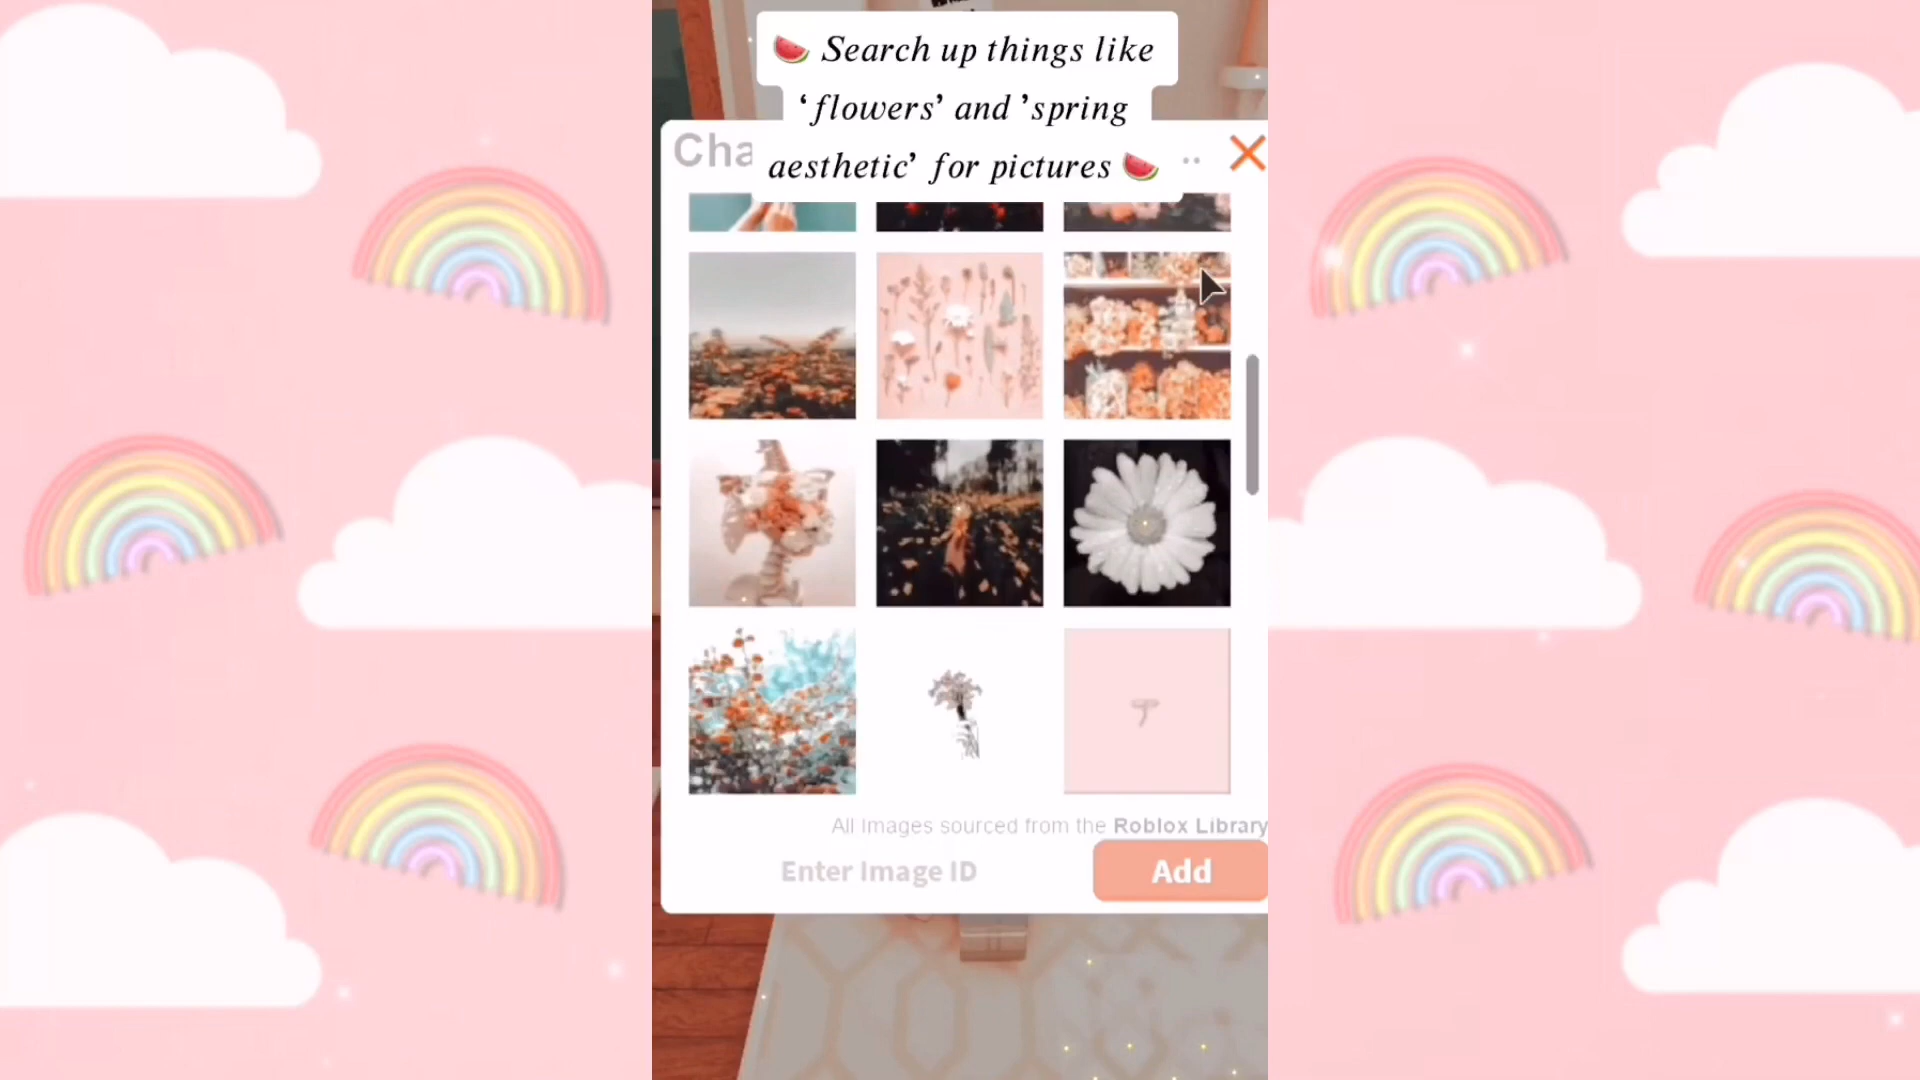 🍉 Search up things like
‘flowers’ and ’spring
aesthetic’ for pictures 🍉
Cha
All Images sourced from the Roblox Library
Enter Image ID
Add